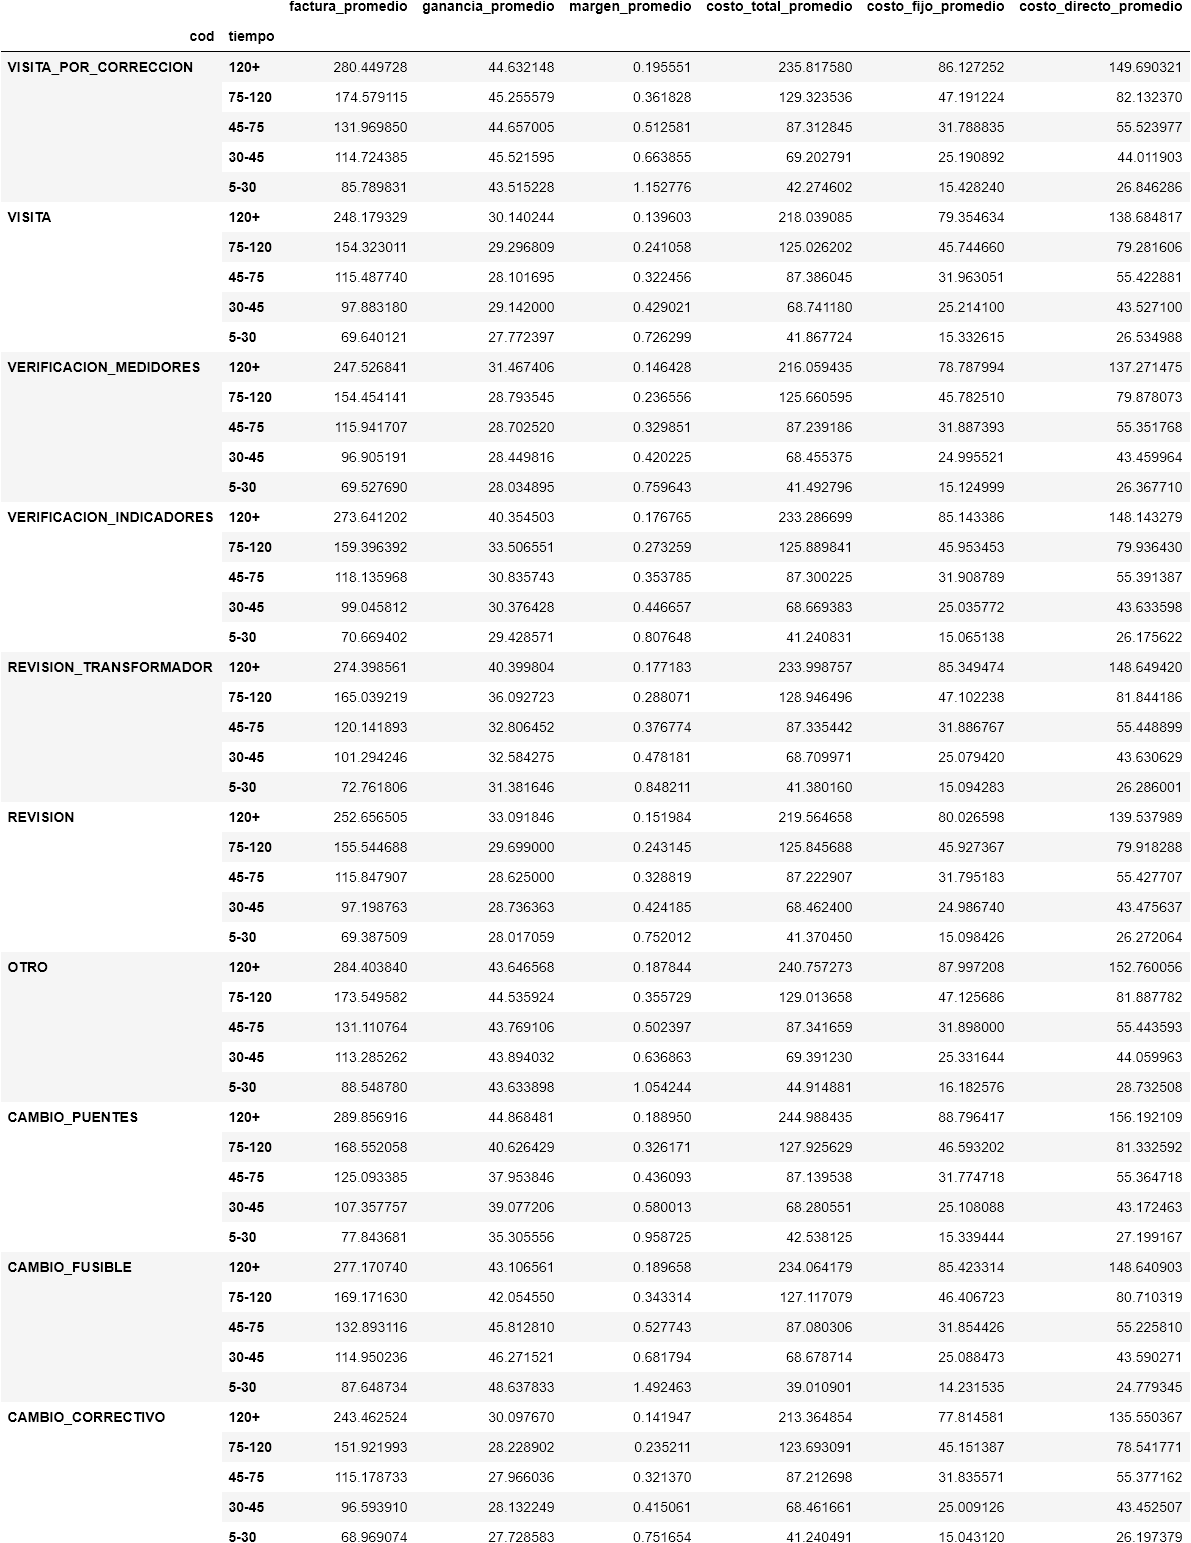 factura_promedio ganancia_promedio margen_promedio costo_total_promedio costo_fijo_promedio costo_directo_promedio
cod tiempo
VISITA_POR_CORRECCION 120+ 280.449728 44.632148 0.195551 235.817580 86.127252 149.690321
75-120 174.579115 45.255579 0.361828 129.323536 47.191224 82.132370
45-75 131.969850 44.657005 0.512581 87.312845 31.788835 55.523977
30-45 114.724385 45.521595 0.663855 69.202791 25.190892 44.011903
5-30 85.789831 43.515228 1.152776 42.274602 15.428240 26.846286
VISITA 120+ 248.179329 30.140244 0.139603 218.039085 79.354634 138.684817
75-120 154.323011 29.296809 0.241058 125.026202 45.744660 79.281606
45-75 115.487740 28.101695 0.322456 87.386045 31.963051 55.422881
30-45 97.883180 29.142000 0.429021 68.741180 25.214100 43.527100
5-30 69.640121 27.772397 0.726299 41.867724 15.332615 26.534988
VERIFICACION_MEDIDORES 120+ 247.526841 31.467406 0.146428 216.059435 78.787994 137.271475
75-120 154.454141 28.793545 0.236556 125.660595 45.782510 79.878073
45-75 115.941707 28.702520 0.329851 87.239186 31.887393 55.351768
30-45 96.905191 28.449816 0.420225 68.455375 24.995521 43.459964
5-30 69.527690 28.034895 0.759643 41.492796 15.124999 26.367710
VERIFICACION_INDICADORES 120+ 273.641202 40.354503 0.176765 233.286699 85.143386 148.143279
75-120 159.396392 33.506551 0.273259 125.889841 45.953453 79.936430
45-75 118.135968 30.835743 0.353785 87.300225 31.908789 55.391387
30-45 99.045812 30.376428 0.446657 68.669383 25.035772 43.633598
5-30 70.669402 29.428571 0.807648 41.240831 15.065138 26.175622
REVISION_TRANSFORMADOR 120+ 274.398561 40.399804 0.177183 233.998757 85.349474 148.649420
75-120 165.039219 36.092723 0.288071 128.946496 47.102238 81.844186
45-75 120.141893 32.806452 0.376774 87.335442 31.886767 55.448899
30-45 101.294246 32.584275 0.478181 68.709971 25.079420 43.630629
5-30 72.761806 31.381646 0.848211 41.380160 15.094283 26.286001
REVISION 120+ 252.656505 33.091846 0.151984 219.564658 80.026598 139.537989
75-120 155.544688 29.699000 0.243145 125.845688 45.927367 79.918288
45-75 115.847907 28.625000 0.328819 87.222907 31.795183 55.427707
30-45 97.198763 28.736363 0.424185 68.462400 24.986740 43.475637
5-30 69.387509 28.017059 0.752012 41.370450 15.098426 26.272064
OTRO 120+ 284.403840 43.646568 0.187844 240.757273 87.997208 152.760056
75-120 173.549582 44.535924 0.355729 129.013658 47.125686 81.887782
45-75 131.110764 43.769106 0.502397 87.341659 31.898000 55.443593
30-45 113.285262 43.894032 0.636863 69.391230 25.331644 44.059963
5-30 88.548780 43.633898 1.054244 44.914881 16.182576 28.732508
CAMBIO_PUENTES 120+ 289.856916 44.868481 0.188950 244.988435 88.796417 156.192109
75-120 168.552058 40.626429 0.326171 127.925629 46.593202 81.332592
45-75 125.093385 37.953846 0.436093 87.139538 31.774718 55.364718
30-45 107.357757 39.077206 0.580013 68.280551 25.108088 43.172463
5-30 77.843681 35.305556 0.958725 42.538125 15.339444 27.199167
CAMBIO_FUSIBLE 120+ 277.170740 43.106561 0.189658 234.064179 85.423314 148.640903
75-120 169.171630 42.054550 0.343314 127.117079 46.406723 80.710319
45-75 132.893116 45.812810 0.527743 87.080306 31.854426 55.225810
30-45 114.950236 46.271521 0.681794 68.678714 25.088473 43.590271
5-30 87.648734 48.637833 1.492463 39.010901 14.231535 24.779345
CAMBIO_CORRECTIVO 120+ 243.462524 30.097670 0.141947 213.364854 77.814581 135.550367
75-120 151.921993 28.228902 0.235211 123.693091 45.151387 78.541771
45-75 115.178733 27.966036 0.321370 87.212698 31.835571 55.377162
30-45 96.593910 28.132249 0.415061 68.461661 25.009126 43.452507
5-30 68.969074 27.728583 0.751654 41.240491 15.043120 26.197379